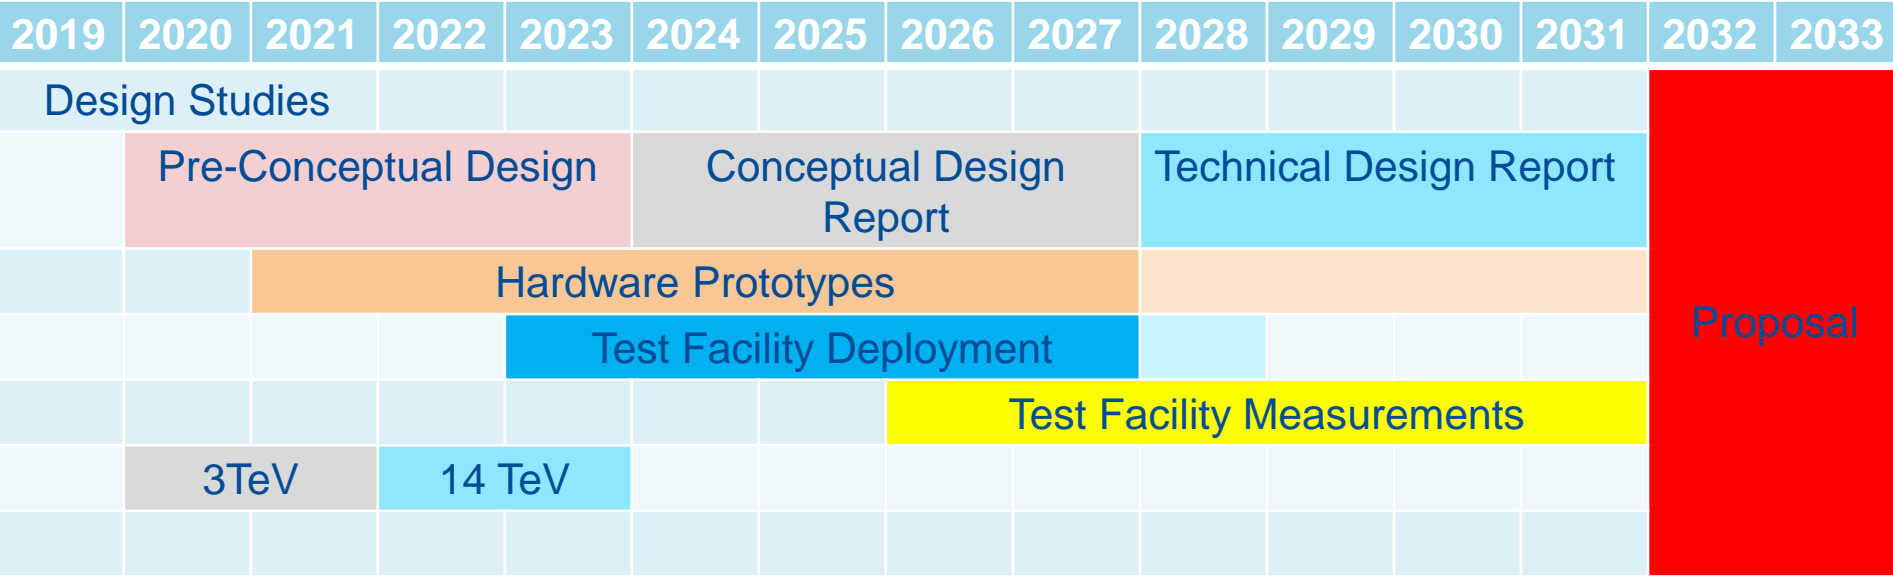 2019 2020 2021 2022 2023 2024 2025 2026 2027 2028 2029 2030 2031 2032 2033
Design Studies
Pre-Conceptual Design
Conceptual Design
Report
Technical Design Report
Hardware Prototypes
Proposal
Test Facility Deployment
Test Facility Measurements
3TeV
14 TeV